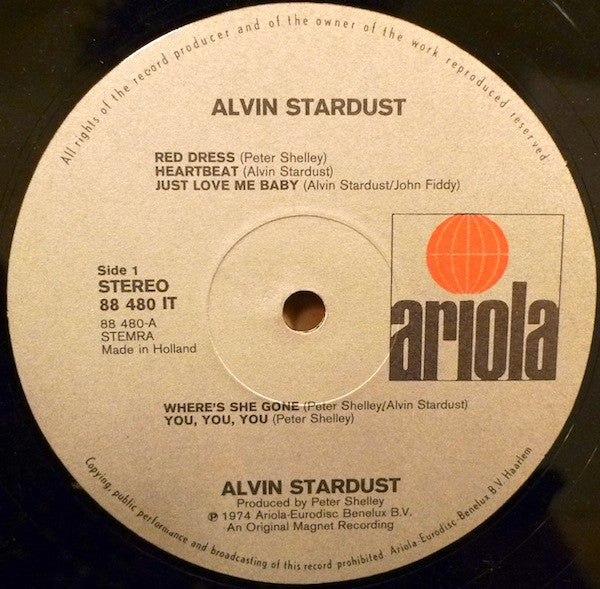 All rights of the record producer and of the owner of the work reproduced reserved.
ALVIN STARDUST
RED DRESS (Peter Shelley)
HEARTBEAT (Alvin Stardust)
JUST LOVE ME BABY (Alvin Stardust/John Fiddy)
Side 1
STEREO
88 480 IT
88 480-A
STEMRA
Made in Holland
ariola
WHERE'S SHE GONE (Peter Shelley/Alvin Stardust)
YOU, YOU, YOU (Peter Shelley)
ALVIN STARDUST
Produced by Peter Shelley
℗ 1974 Ariola-Eurodisc Benelux B.V.
An Original Magnet Recording
Copying, public performance and broadcasting of this record prohibited. Ariola-Eurodisc Benelux B.V. Haarlem